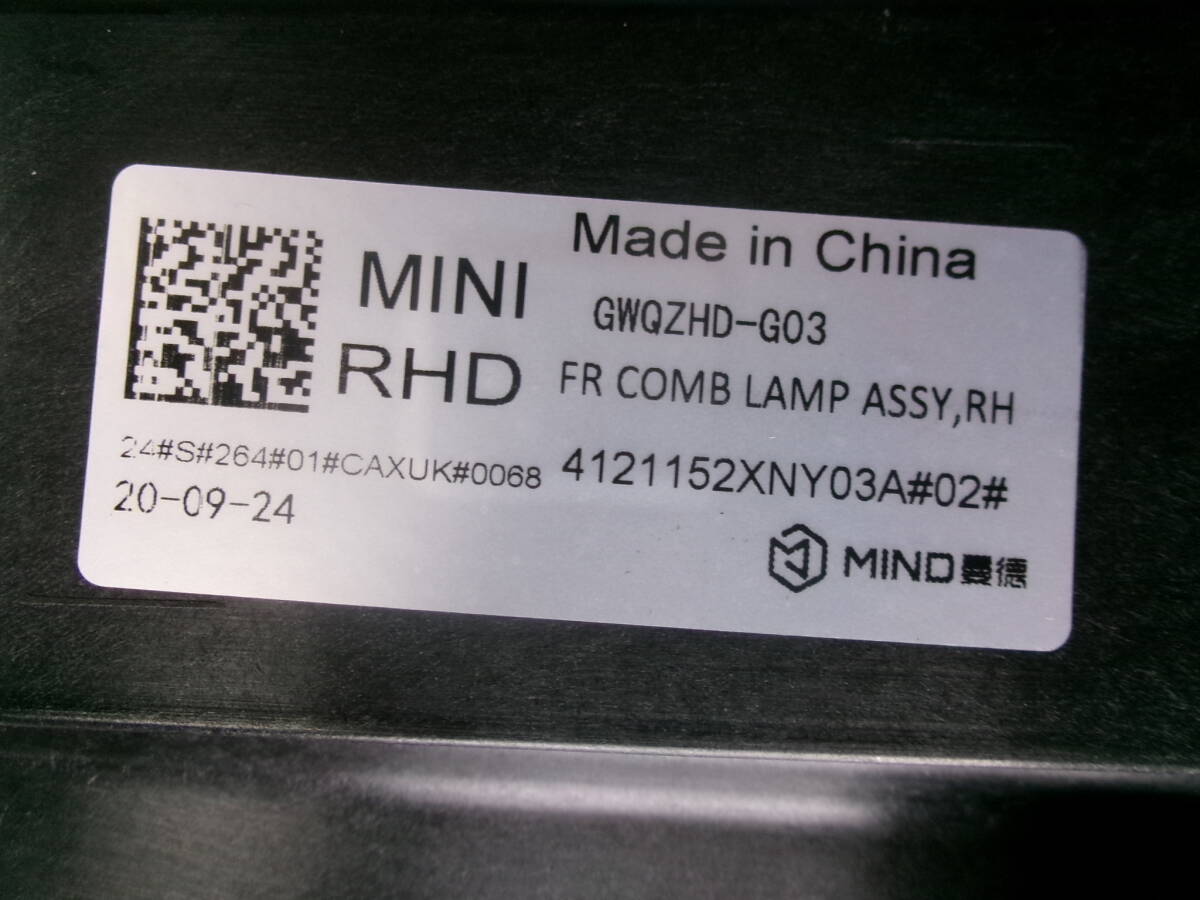 Made in China
MINI
GWQZHD-G03
RHD
FR COMB LAMP ASSY,RH
24#S#264#01#CAXUK#0068
4121152XNY03A#02#
20-09-24
MIND曼德